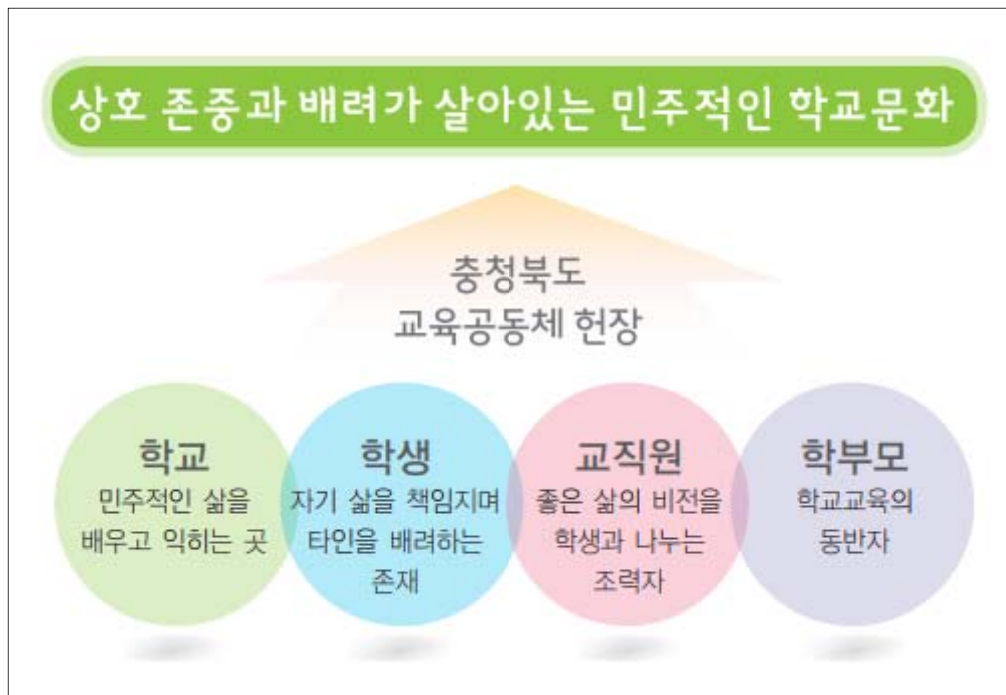 상호 존중과 배려가 살아있는 민주적인 학교문화
충청북도
교육공동체 헌장
학교
민주적인 삶을
배우고 익히는 곳
학생
자기 삶을 책임지며
타인을 배려하는
존재
교직원
좋은 삶의 비전을
학생과 나누는
조력자
학부모
학교교육의
동반자